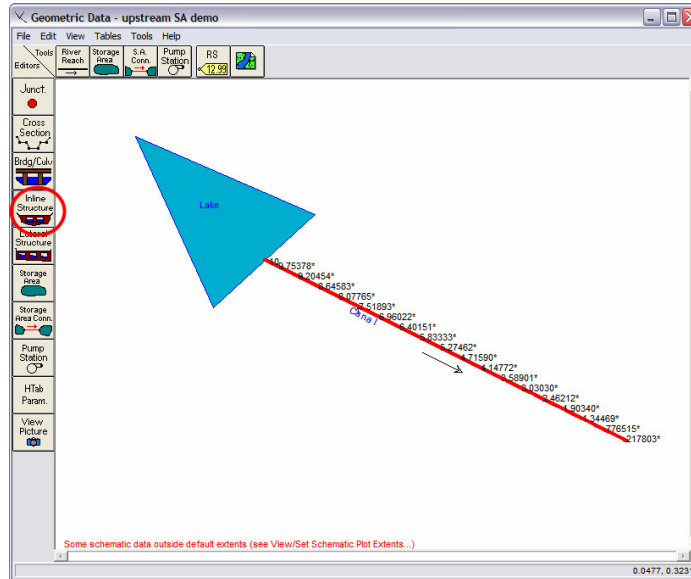 Geometric Data - upstream SA demo
File Edit View Tables Tools Help
Tools
Editors
River
Reach
Storage
Area
S.A.
Conn.
Pump
Station
RS
12.99
Junct.
Cross
Section
Brdg/Culv
Inline
Structure
Lateral
Structure
Storage
Area
Storage
Area Conn.
Pump
Station
HTab
Param.
View
Picture
Lake
10
9.75378*
9.20454*
8.64583*
8.07765*
7.51893*
6.96022*
6.40151*
5.83333*
5.27462*
4.71590*
4.14772*
3.58901*
3.03030*
2.46212*
1.90340*
1.34469*
.776515*
.217803*
Canal
Some schematic data outside default extents (see View/Set Schematic Plot Extents...)
0.0477, 0.323